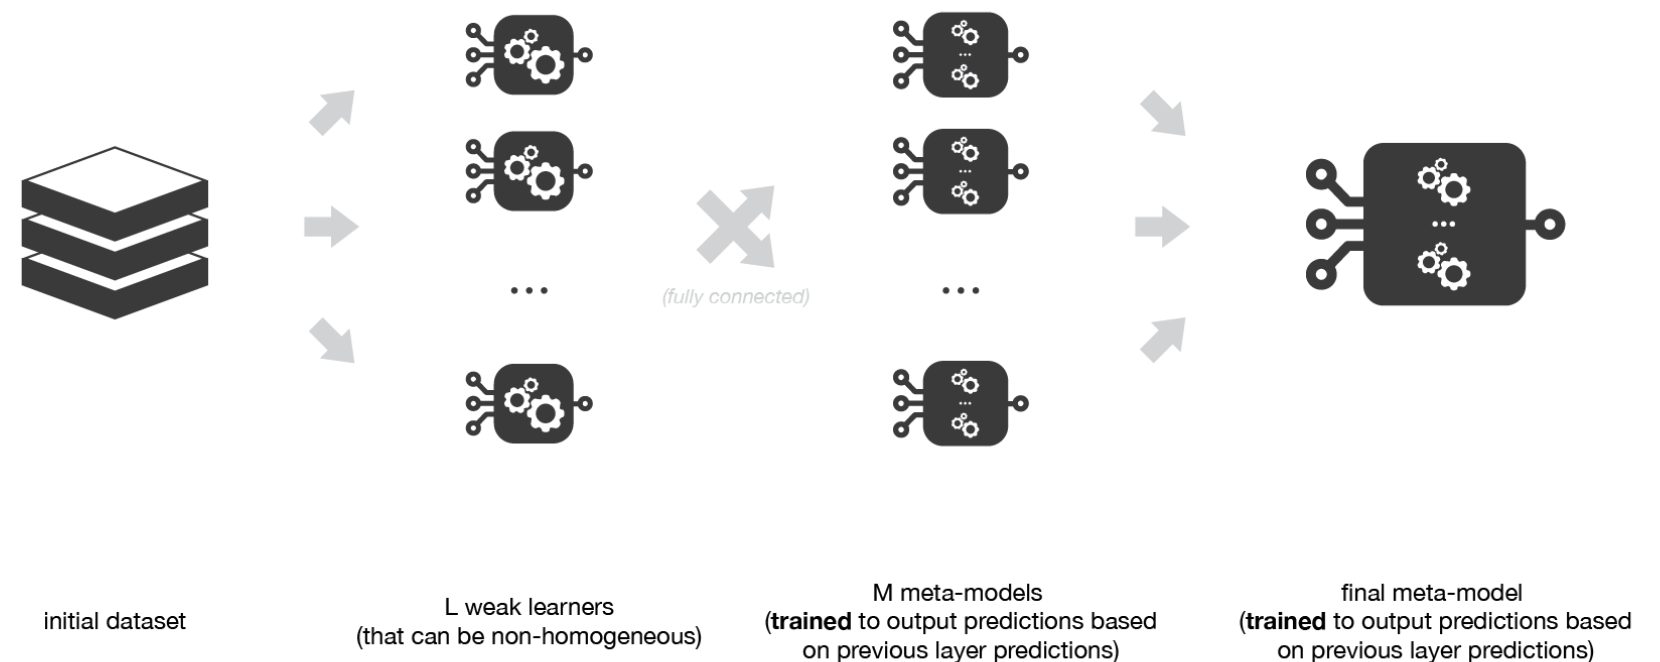 (fully connected)
initial dataset
L weak learners
(that can be non-homogeneous)
M meta-models
(trained to output predictions based
on previous layer predictions)
final meta-model
(trained to output predictions based
on previous layer predictions)